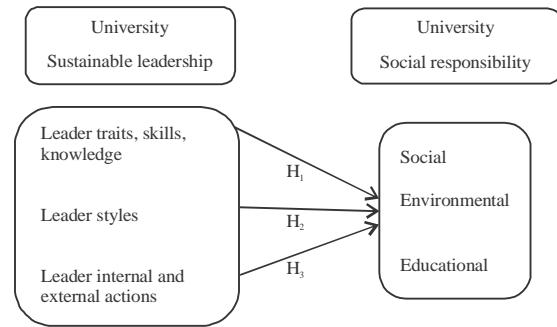 University
Sustainable leadership
University
Social responsibility
Leader traits, skills,
knowledge
H1
Leader styles
H2
Leader internal and
external actions
H3
Social
Environmental
Educational